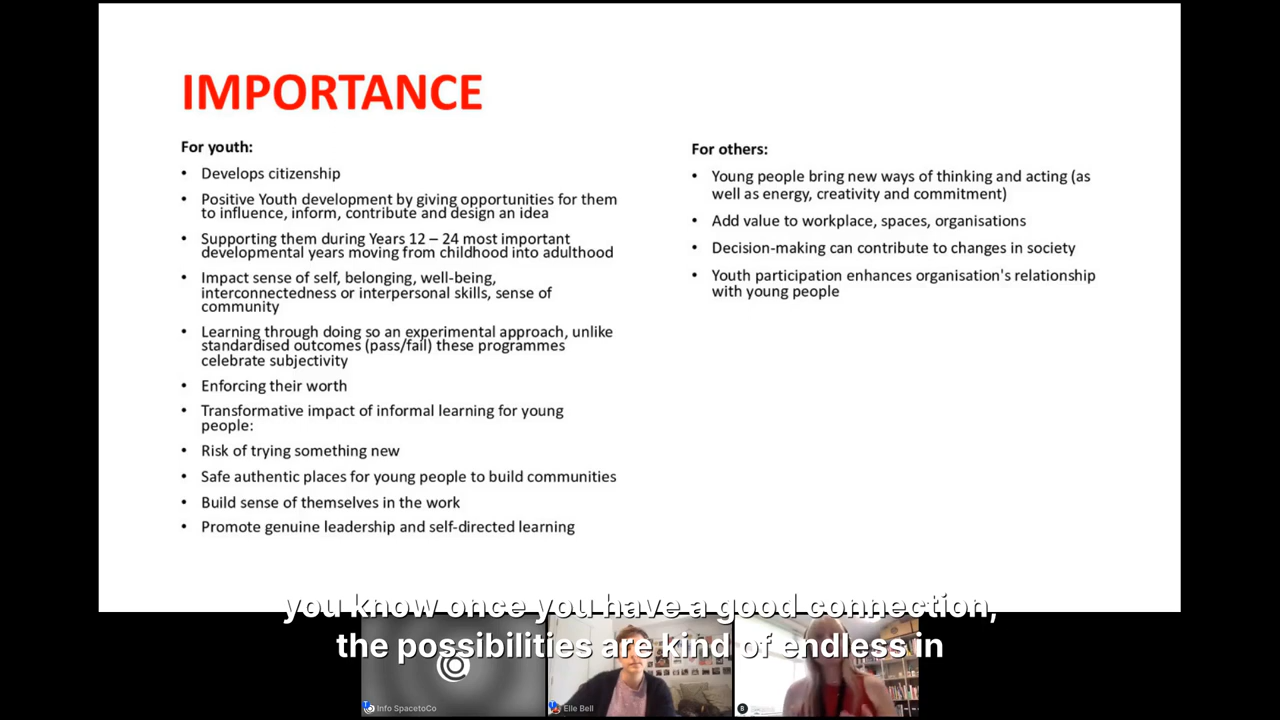 IMPORTANCE
For youth:
• Develops citizenship
• Positive Youth development by giving opportunities for them
to influence, inform, contribute and design an idea
• Supporting them during Years 12 – 24 most important
developmental years moving from childhood into adulthood
• Impact sense of self, belonging, well-being,
interconnectedness or interpersonal skills, sense of
community
• Learning through doing so an experimental approach, unlike
standardised outcomes (pass/fail) these programmes
celebrate subjectivity
• Enforcing their worth
• Transformative impact of informal learning for young
people:
• Risk of trying something new
• Safe authentic places for young people to build communities
• Build sense of themselves in the work
• Promote genuine leadership and self-directed learning
For others:
• Young people bring new ways of thinking and acting (as
well as energy, creativity and commitment)
• Add value to workplace, spaces, organisations
• Decision-making can contribute to changes in society
• Youth participation enhances organisation's relationship
with young people
you know once you have a good connection,
the possibilities are kind of endless in
Info SpacetoCo
Elle Bell